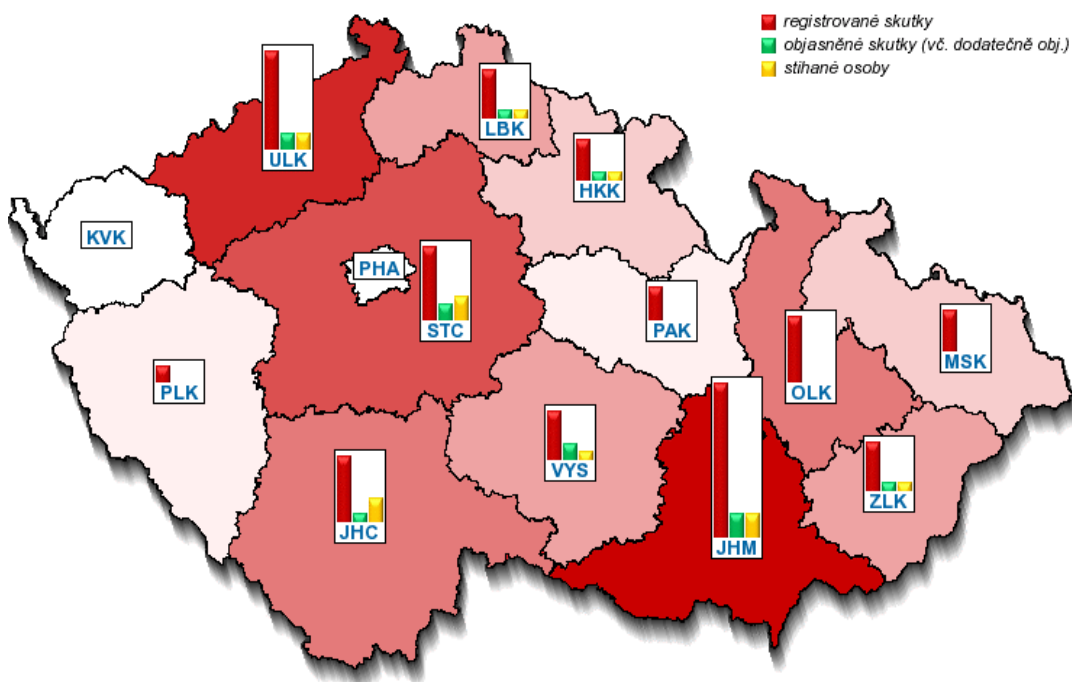 registrované skutky
objasněné skutky (vč. dodatečně obj.)
stíhané osoby
ULK
LBK
HKK
KVK
PHA
STC
PAK
MSK
PLK
OLK
VYS
ZLK
JHC
JHM